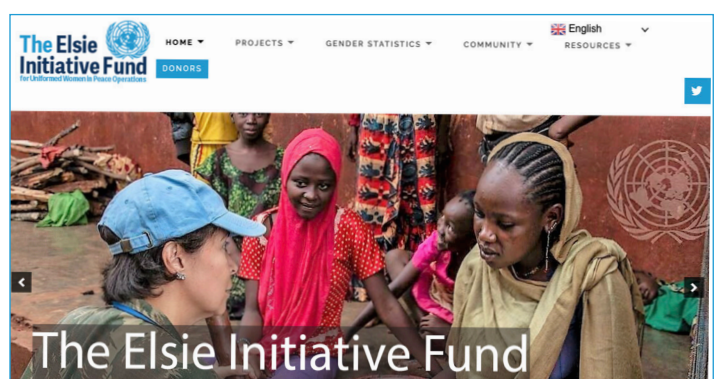 English
The Elsie
Initiative Fund
for Uniformed Women in Peace Operations
HOME PROJECTS GENDER STATISTICS COMMUNITY RESOURCES
DONORS
The Elsie Initiative Fund